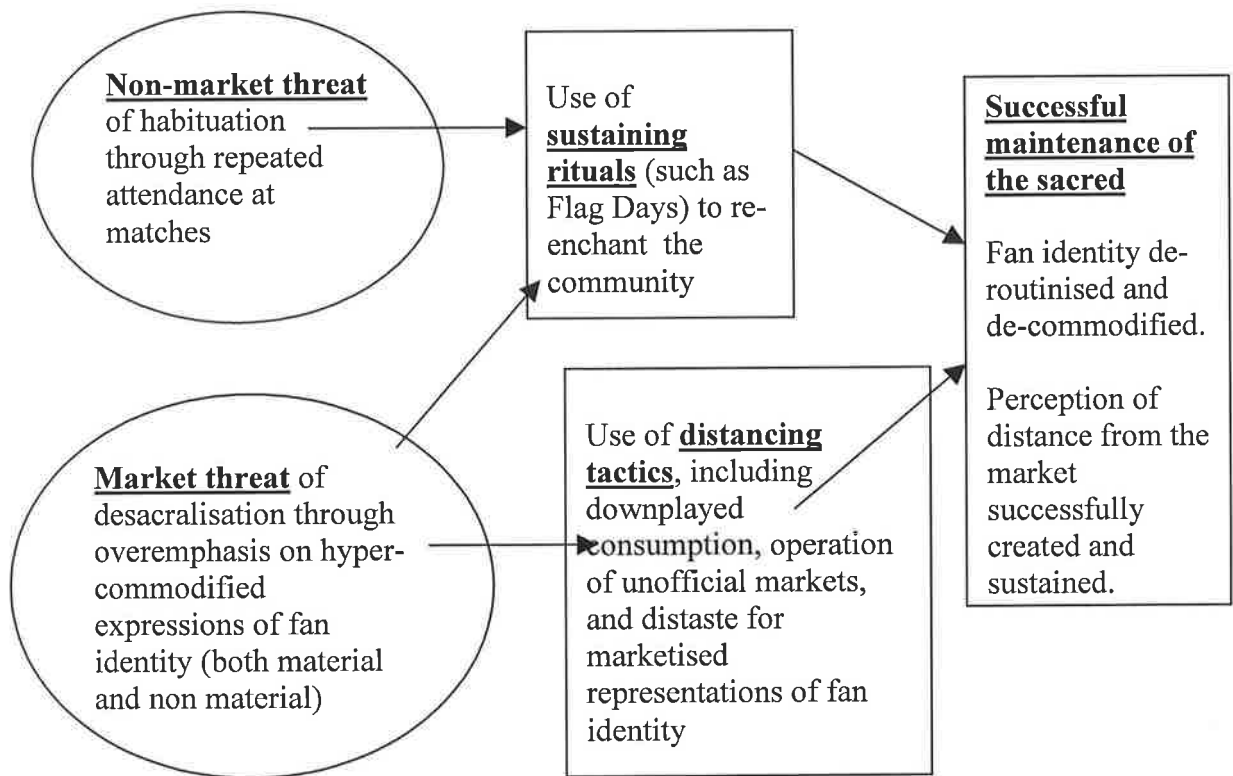 Non-market threat
of habituation
through repeated
attendance at
matches
Use of
sustaining
rituals (such as
Flag Days) to re-
enchant the
community
Successful
maintenance of
the sacred
Fan identity de-
routinised and
de-commodified.
Perception of
distance from the
market
successfully
created and
sustained.
Market threat of
desacralisation through
overemphasis on hyper-
commodified
expressions of fan
identity (both material
and non material)
Use of distancing
tactics, including
downplayed
consumption, operation
of unofficial markets,
and distaste for
marketised
representations of fan
identity